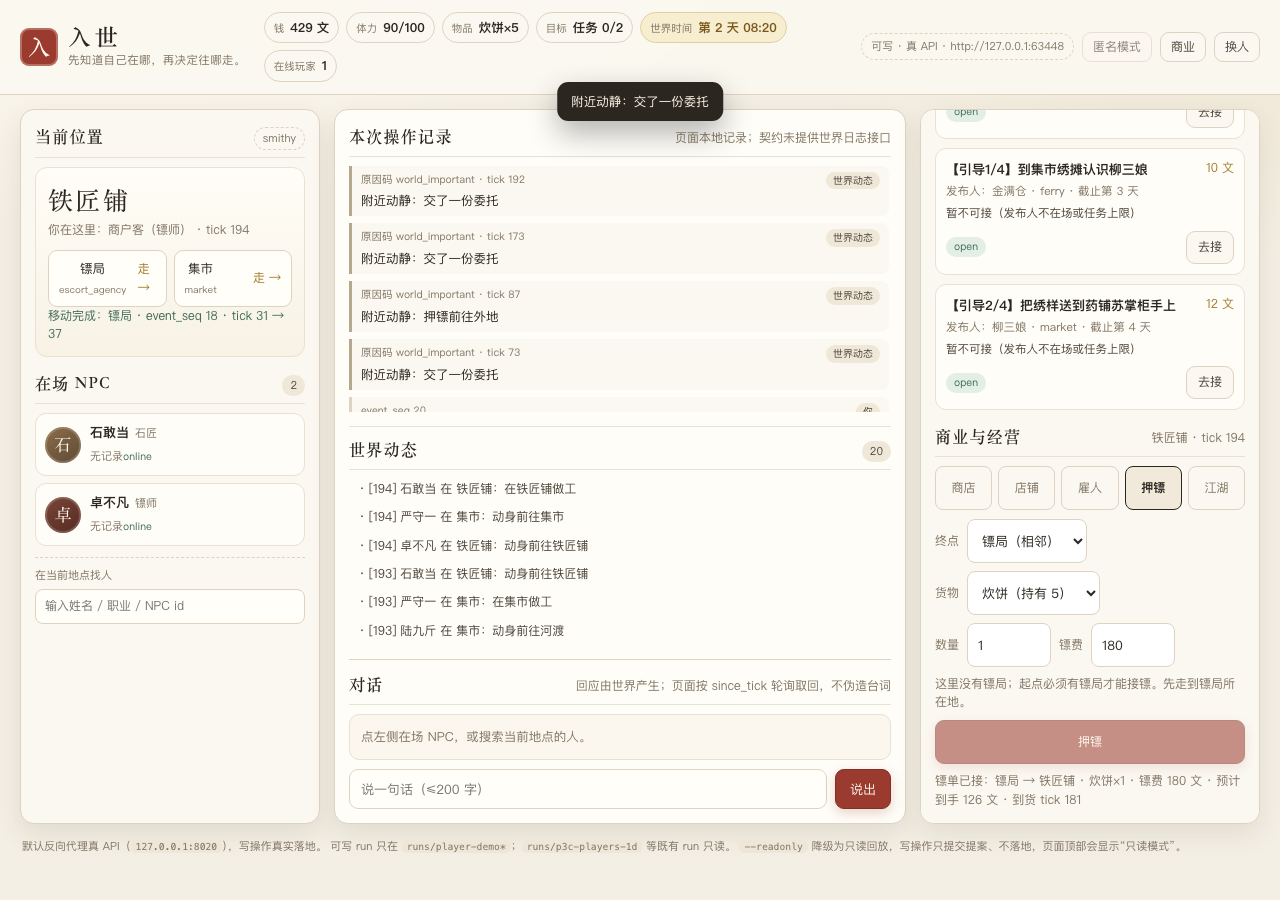 入
入世
先知道自己在哪，再决定往哪走。
钱 429 文
体力 90/100
物品 炊饼×5
目标 任务 0/2
世界时间 第 2 天 08:20
在线玩家 1
可写 · 真 API · http://127.0.0.1:63448
匿名模式
商业
换人
附近动静：交了一份委托
当前位置
smithy
铁匠铺
你在这里：商户客（镖师） · tick 194
镖局
escort_agency
走 →
集市
market
走 →
移动完成：镖局 · event_seq 18 · tick 31 →
37
在场 NPC
2
石
石敢当 石匠
无记录online
卓
卓不凡 镖师
无记录online
在当前地点找人
输入姓名 / 职业 / NPC id
本次操作记录
页面本地记录；契约未提供世界日志接口
原因码 world_important · tick 192
世界动态
附近动静：交了一份委托
原因码 world_important · tick 173
世界动态
附近动静：交了一份委托
原因码 world_important · tick 87
世界动态
附近动静：押镖前往外地
原因码 world_important · tick 73
世界动态
附近动静：交了一份委托
event_seq 20
你
世界动态
20
· [194] 石敢当 在 铁匠铺：在铁匠铺做工
· [194] 严守一 在 集市：动身前往集市
· [194] 卓不凡 在 铁匠铺：动身前往铁匠铺
· [193] 石敢当 在 铁匠铺：动身前往铁匠铺
· [193] 严守一 在 集市：在集市做工
· [193] 陆九斤 在 集市：动身前往河渡
对话
回应由世界产生；页面按 since_tick 轮询取回，不伪造台词
点左侧在场 NPC，或搜索当前地点的人。
说一句话（≤200 字）
说出
open
去接
【引导1/4】到集市绣摊认识柳三娘
10 文
发布人：金满仓 · ferry · 截止第 3 天
暂不可接（发布人不在场或任务上限）
open
去接
【引导2/4】把绣样送到药铺苏掌柜手上
12 文
发布人：柳三娘 · market · 截止第 4 天
暂不可接（发布人不在场或任务上限）
open
去接
商业与经营
铁匠铺 · tick 194
商店
店铺
雇人
押镖
江湖
终点
镖局（相邻）
货物
炊饼（持有 5）
数量
1
镖费
180
这里没有镖局；起点必须有镖局才能接镖。先走到镖局所
在地。
押镖
镖单已接：镖局 → 铁匠铺 · 炊饼×1 · 镖费 180 文 · 预计
到手 126 文 · 到货 tick 181
默认反向代理真 API（ 127.0.0.1:8020 ），写操作真实落地。 可写 run 只在 runs/player-demo* ； runs/p3c-players-1d 等既有 run 只读。 --readonly 降级为只读回放，写操作只提交提案、不落地，页面顶部会显示“只读模式”。